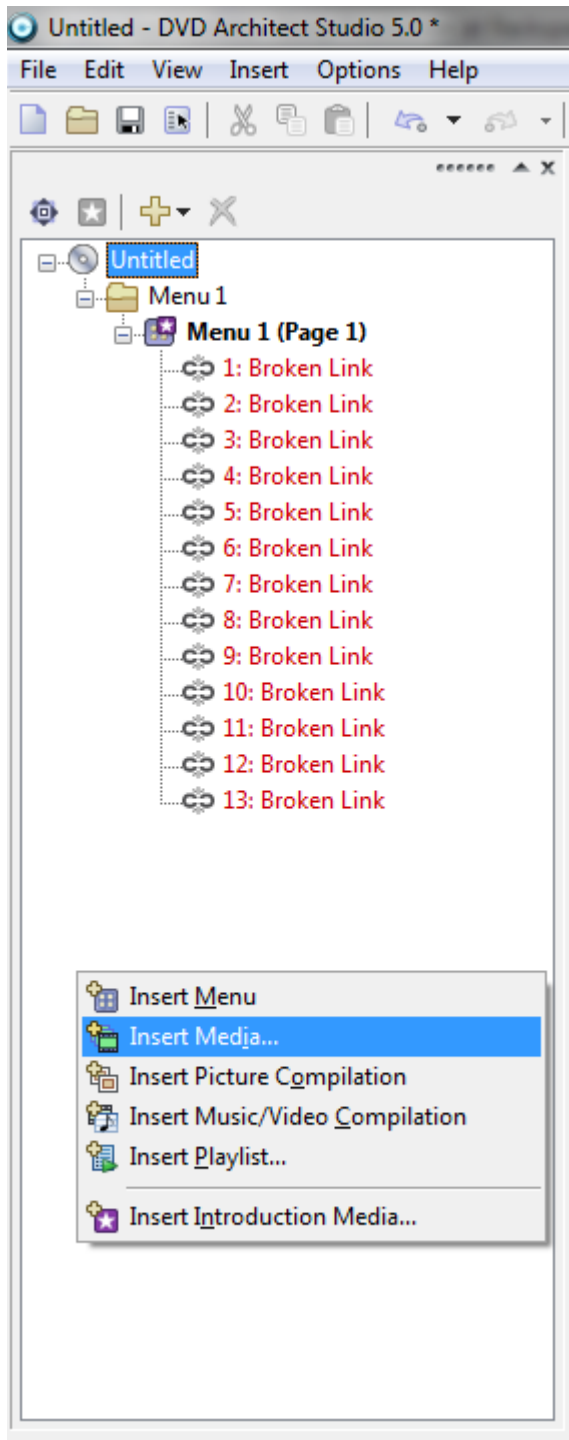 Untitled - DVD Architect Studio 5.0 *
File Edit View Insert Options Help
Untitled
Menu 1
Menu 1 (Page 1)
1: Broken Link
2: Broken Link
3: Broken Link
4: Broken Link
5: Broken Link
6: Broken Link
7: Broken Link
8: Broken Link
9: Broken Link
10: Broken Link
11: Broken Link
12: Broken Link
13: Broken Link
Insert Menu
Insert Media...
Insert Picture Compilation
Insert Music/Video Compilation
Insert Playlist...
Insert Introduction Media...